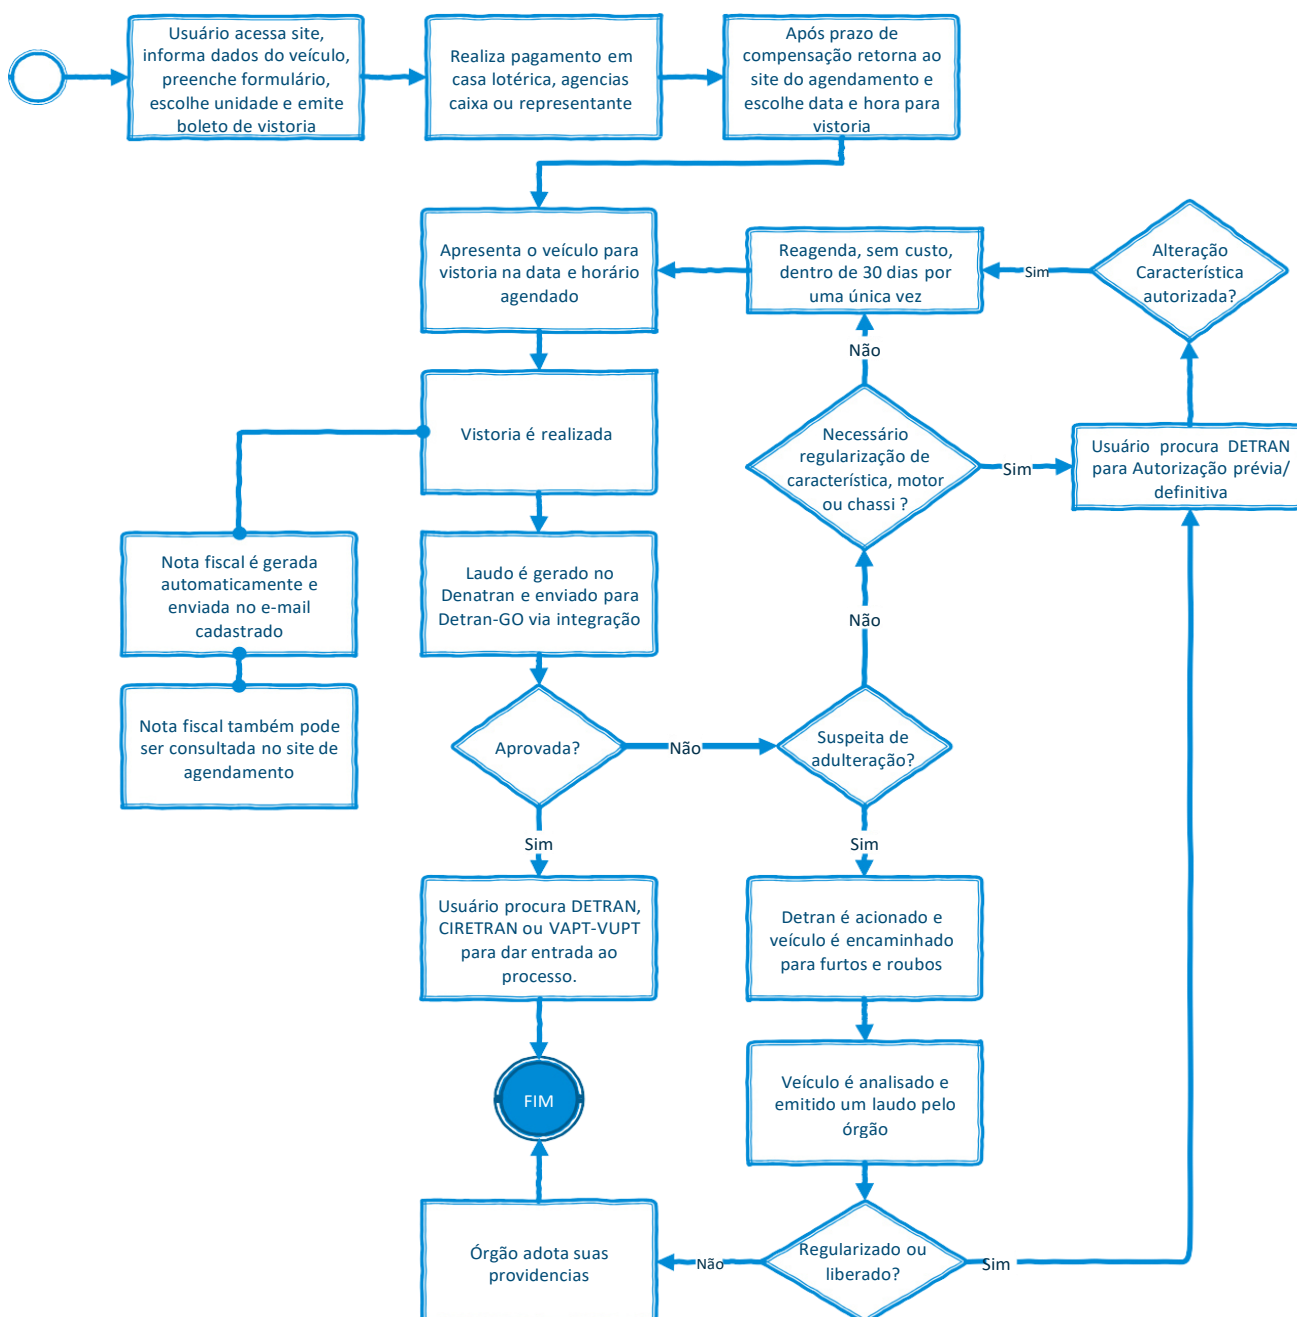 Usuário acessa site,
informa dados do veículo,
preenche formulário,
escolhe unidade e emite
boleto de vistoria
Realiza pagamento em
casa lotérica, agencias
caixa ou representante
Após prazo de
compensação retorna ao
site do agendamento e
escolhe data e hora para
vistoria
Apresenta o veículo para
vistoria na data e horário
agendado
Reagenda, sem custo,
dentro de 30 dias por
uma única vez
Sim
Alteração
Característica
autorizada?
Não
Vistoria é realizada
Necessário
regularização de
característica, motor
ou chassi ?
Sim
Usuário procura DETRAN
para Autorização prévia/
definitiva
Nota fiscal é gerada
automaticamente e
enviada no e-mail
cadastrado
Laudo é gerado no
Denatran e enviado para
Detran-GO via integração
Não
Nota fiscal também pode
ser consultada no site de
agendamento
Aprovada?
Não
Suspeita de
adulteração?
Sim
Sim
Usuário procura DETRAN,
CIRETRAN ou VAPT-VUPT
para dar entrada ao
processo.
Detran é acionado e
veículo é encaminhado
para furtos e roubos
FIM
Veículo é analisado e
emitido um laudo pelo
órgão
Órgão adota suas
providencias
Não
Regularizado ou
liberado?
Sim